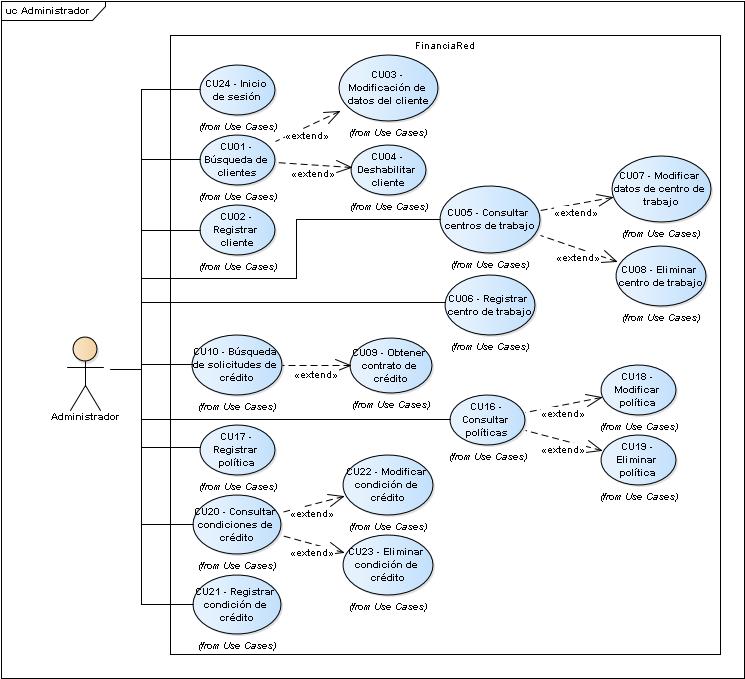 uc Administrador
FinanciaRed
CU24 - Inicio
de sesión
(from Use Cases)
CU03 -
Modificación de
datos del cliente
(from Use Cases)
«extend»
CU01 -
Búsqueda de
clientes
(from Use Cases)
«extend»
CU04 -
Deshabilitar
cliente
(from Use Cases)
CU02 -
Registrar
cliente
(from Use Cases)
CU05 - Consultar
centros de trabajo
(from Use Cases)
«extend»
CU07 - Modificar
datos de centro de
trabajo
(from Use Cases)
«extend»
CU08 - Eliminar
centro de trabajo
(from Use Cases)
CU06 - Registrar
centro de trabajo
(from Use Cases)
Administrador
CU10 - Búsqueda
de solicitudes de
crédito
(from Use Cases)
«extend»
CU09 - Obtener
contrato de
crédito
(from Use Cases)
CU16 -
Consultar
políticas
(from Use Cases)
«extend»
CU18 -
Modificar
política
(from Use Cases)
«extend»
CU19 -
Eliminar
política
(from Use Cases)
CU17 -
Registrar
política
(from Use Cases)
CU20 - Consultar
condiciones de
crédito
(from Use Cases)
«extend»
CU22 - Modificar
condición de
crédito
(from Use Cases)
«extend»
CU23 - Eliminar
condición de
crédito
(from Use Cases)
CU21 - Registrar
condición de
crédito
(from Use Cases)